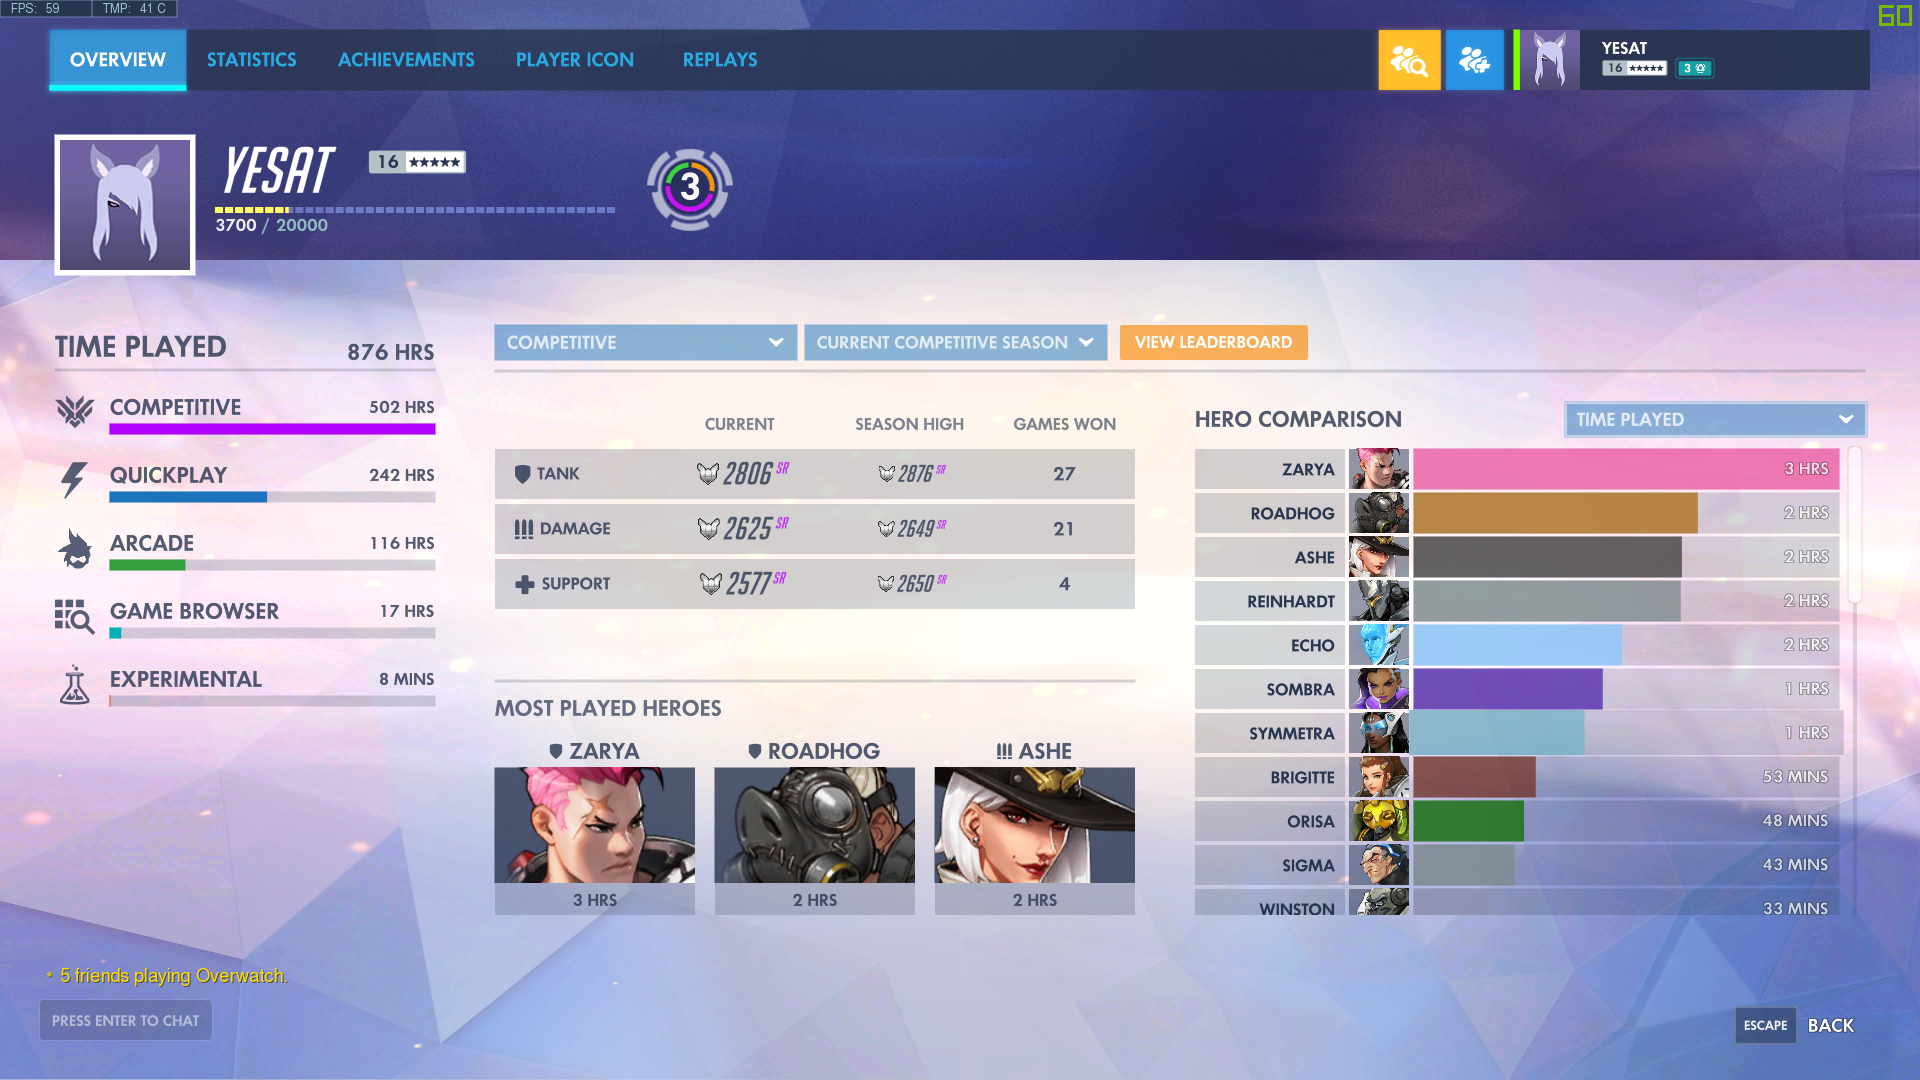 FPS: 59 TMP: 41 C
60
OVERVIEW STATISTICS ACHIEVEMENTS PLAYER ICON REPLAYS
YESAT
16 ★★★★★ 3
YESAT 16 ★★★★★
3
3700 / 20000
TIME PLAYED 876 HRS
COMPETITIVE 502 HRS
QUICKPLAY 242 HRS
ARCADE 116 HRS
GAME BROWSER 17 HRS
EXPERIMENTAL 8 MINS
COMPETITIVE CURRENT COMPETITIVE SEASON VIEW LEADERBOARD
CURRENT SEASON HIGH GAMES WON
TANK 2806 SR 2876 SR 27
DAMAGE 2625 SR 2649 SR 21
SUPPORT 2577 SR 2650 SR 4
MOST PLAYED HEROES
ZARYA ROADHOG ASHE
3 HRS 2 HRS 2 HRS
HERO COMPARISON TIME PLAYED
ZARYA 3 HRS
ROADHOG 2 HRS
ASHE 2 HRS
REINHARDT 2 HRS
ECHO 2 HRS
SOMBRA 1 HRS
SYMMETRA 1 HRS
BRIGITTE 53 MINS
ORISA 48 MINS
SIGMA 43 MINS
WINSTON 33 MINS
5 friends playing Overwatch.
PRESS ENTER TO CHAT
ESCAPE BACK